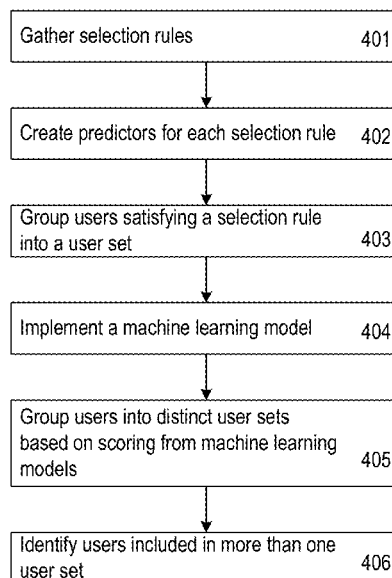 Gather selection rules
401
Create predictors for each selection rule
402
Group users satisfying a selection rule
into a user set
403
Implement a machine learning model
404
Group users into distinct user sets
based on scoring from machine learning
models
405
Identify users included in more than one
user set
406